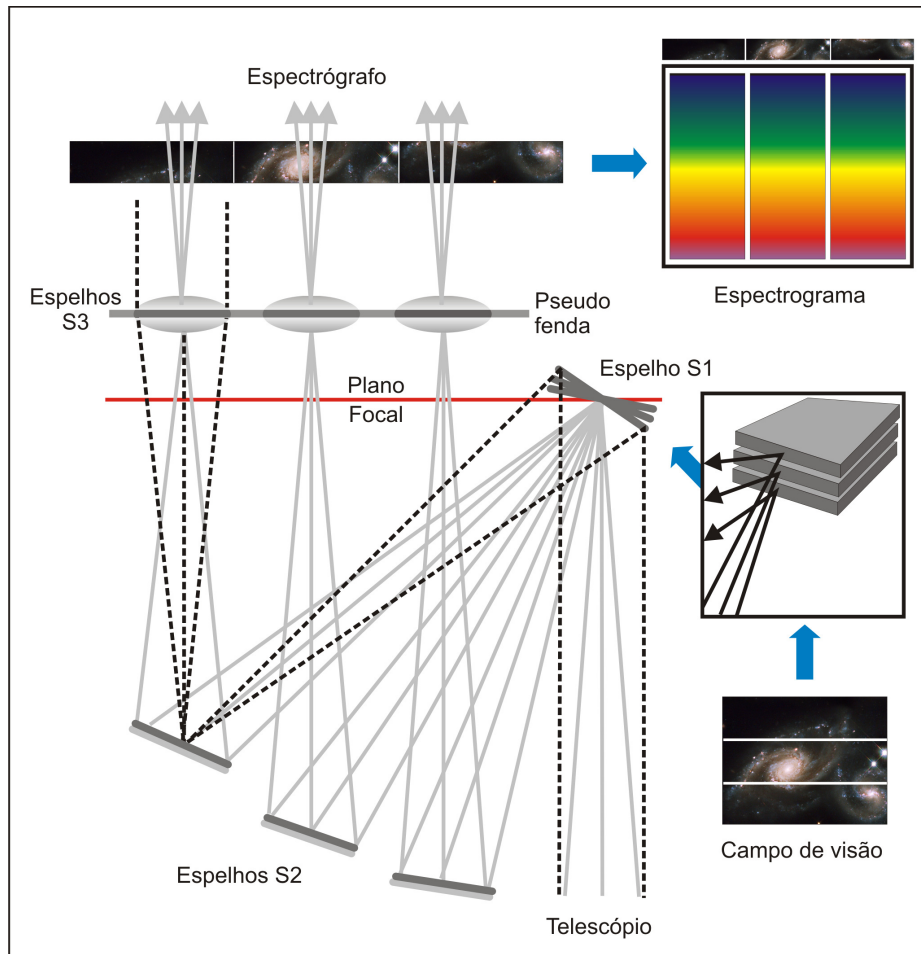 Espectrógrafo
Espectrograma
Espelhos
S3
Pseudo
fenda
Espelho S1
Plano
Focal
Campo de visão
Espelhos S2
Telescópio